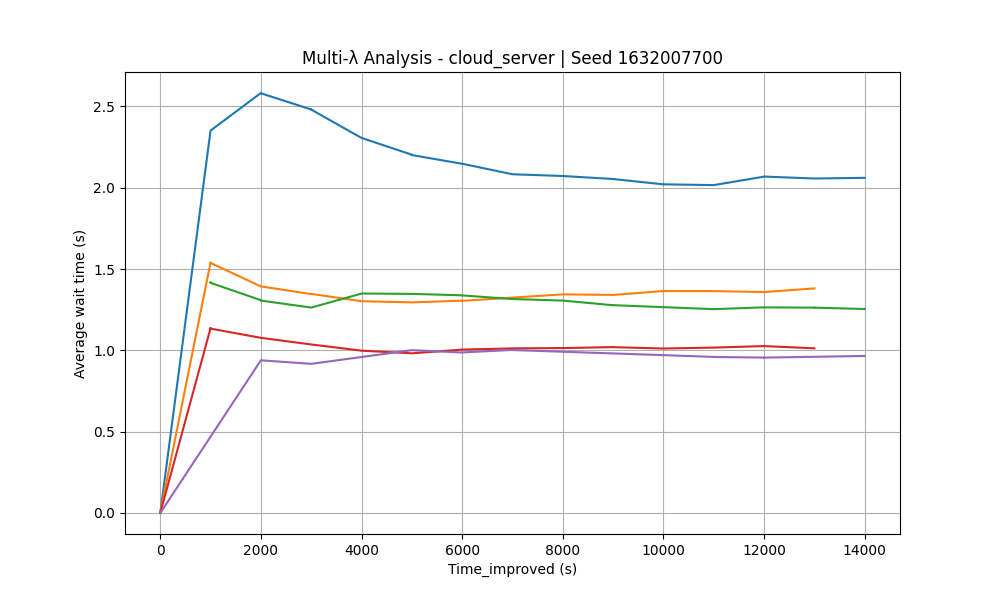 Multi-λ Analysis - cloud_server | Seed 1632007700
Average wait time (s)
2.5
2.0
1.5
1.0
0.5
0.0
0 2000 4000 6000 8000 10000 12000 14000
Time_improved (s)